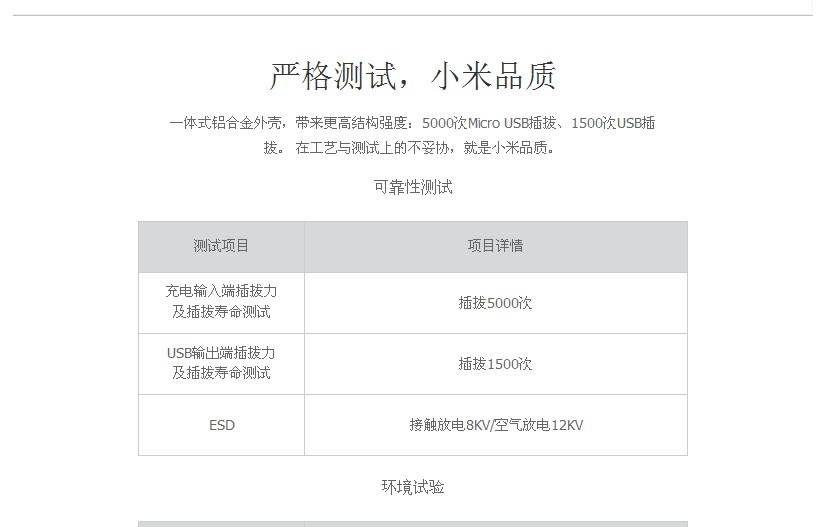 严格测试，小米品质
一体式铝合金外壳，带来更高结构强度：5000次Micro USB插拔、1500次USB插
拔。 在工艺与测试上的不妥协，就是小米品质。
可靠性测试
测试项目 项目详情
充电输入端插拔力
及插拔寿命测试
插拔5000次
USB输出端插拔力
及插拔寿命测试
插拔1500次
ESD 接触放电8KV/空气放电12KV
环境试验